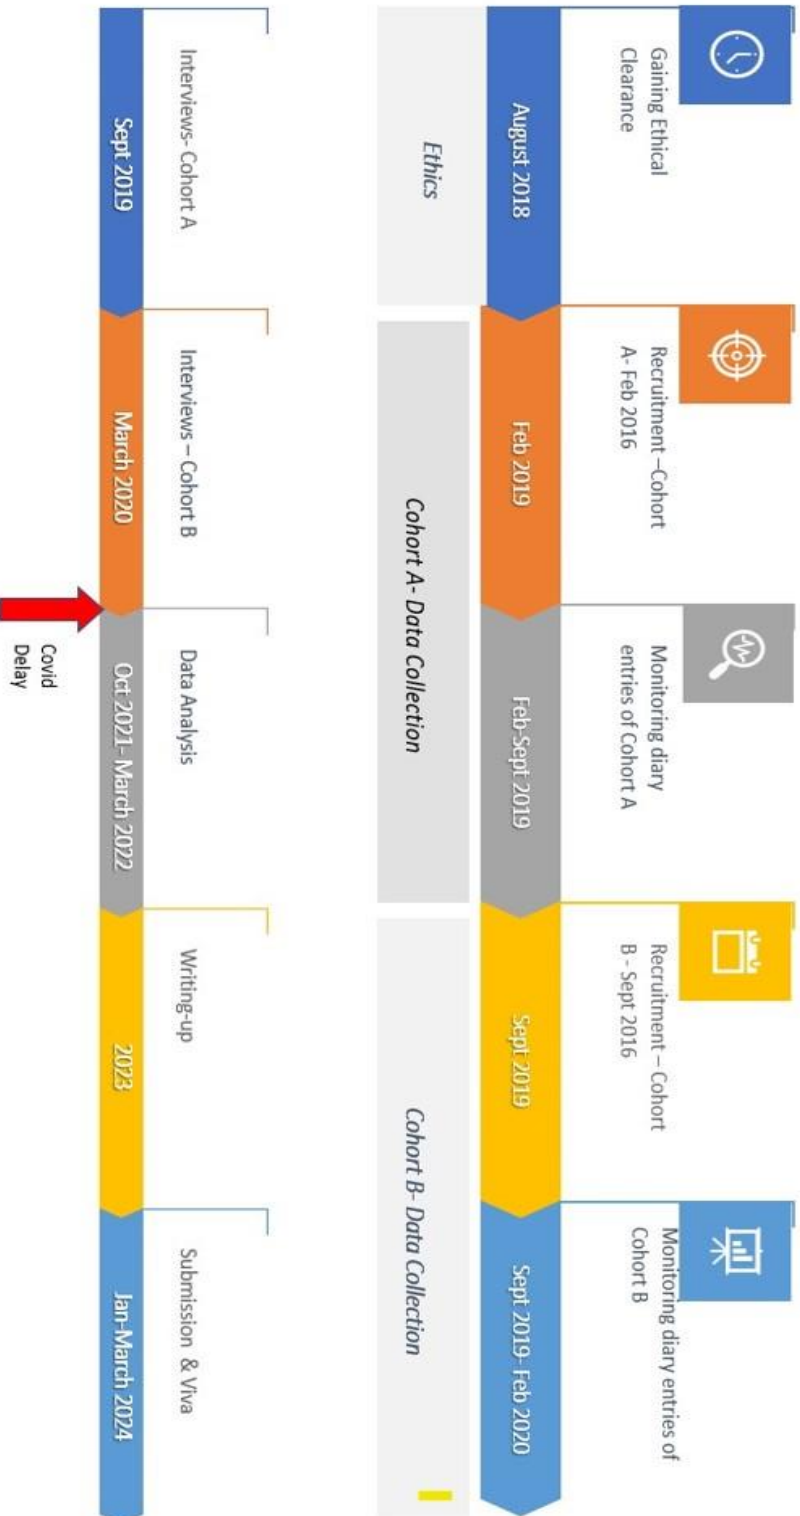 Gaining Ethical
Clearance
Recruitment –Cohort
A- Feb 2016
Monitoring diary
entries of Cohort A
Recruitment – Cohort
B - Sept 2016
Monitoring diary entries of
Cohort B
August 2018
Feb 2019
Feb-Sept 2019
Sept 2019
Sept 2019- Feb 2020
Ethics
Cohort A- Data Collection
Cohort B- Data Collection
Interviews- Cohort A
Interviews – Cohort B
Data Analysis
Writing-up
Submission & Viva
Sept 2019
March 2020
Oct 2021- March 2022
2023
Jan-March 2024
Covid
Delay